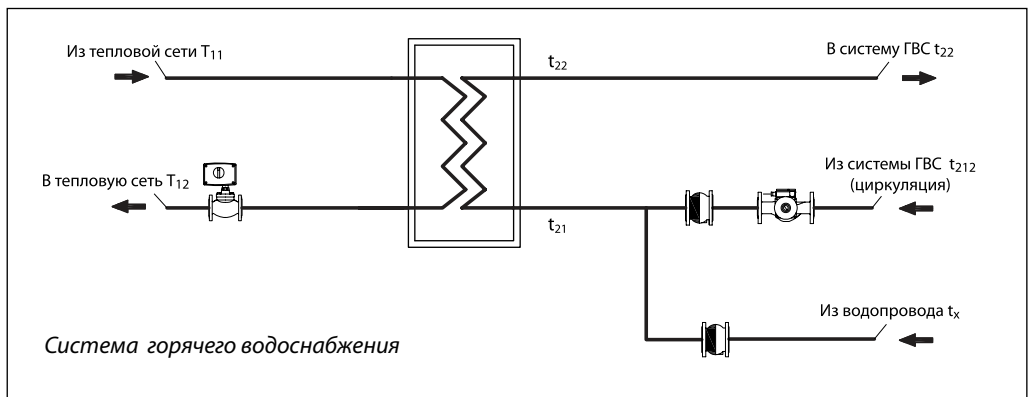 Из тепловой сети T11
t22
В систему ГВС t22
В тепловую сеть T12
Из системы ГВС t212
(циркуляция)
t21
Из водопровода tх
Система горячего водоснабжения